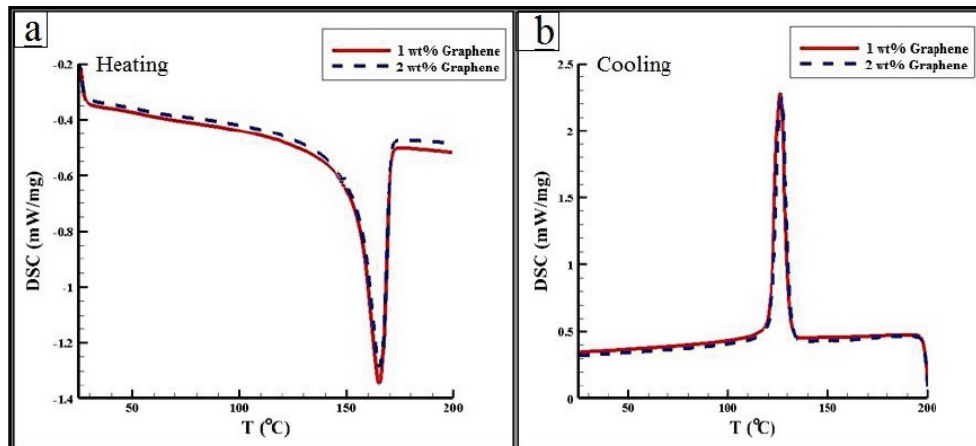 a
Heating
1 wt% Graphene
2 wt% Graphene
-0.2
-0.4
-0.6
-0.8
-1
-1.2
-1.4
DSC (mW/mg)
50
100
150
200
T (°C)
b
Cooling
1 wt% Graphene
2 wt% Graphene
2.5
2
1.5
1
0.5
0
DSC (mW/mg)
50
100
150
200
T (°C)